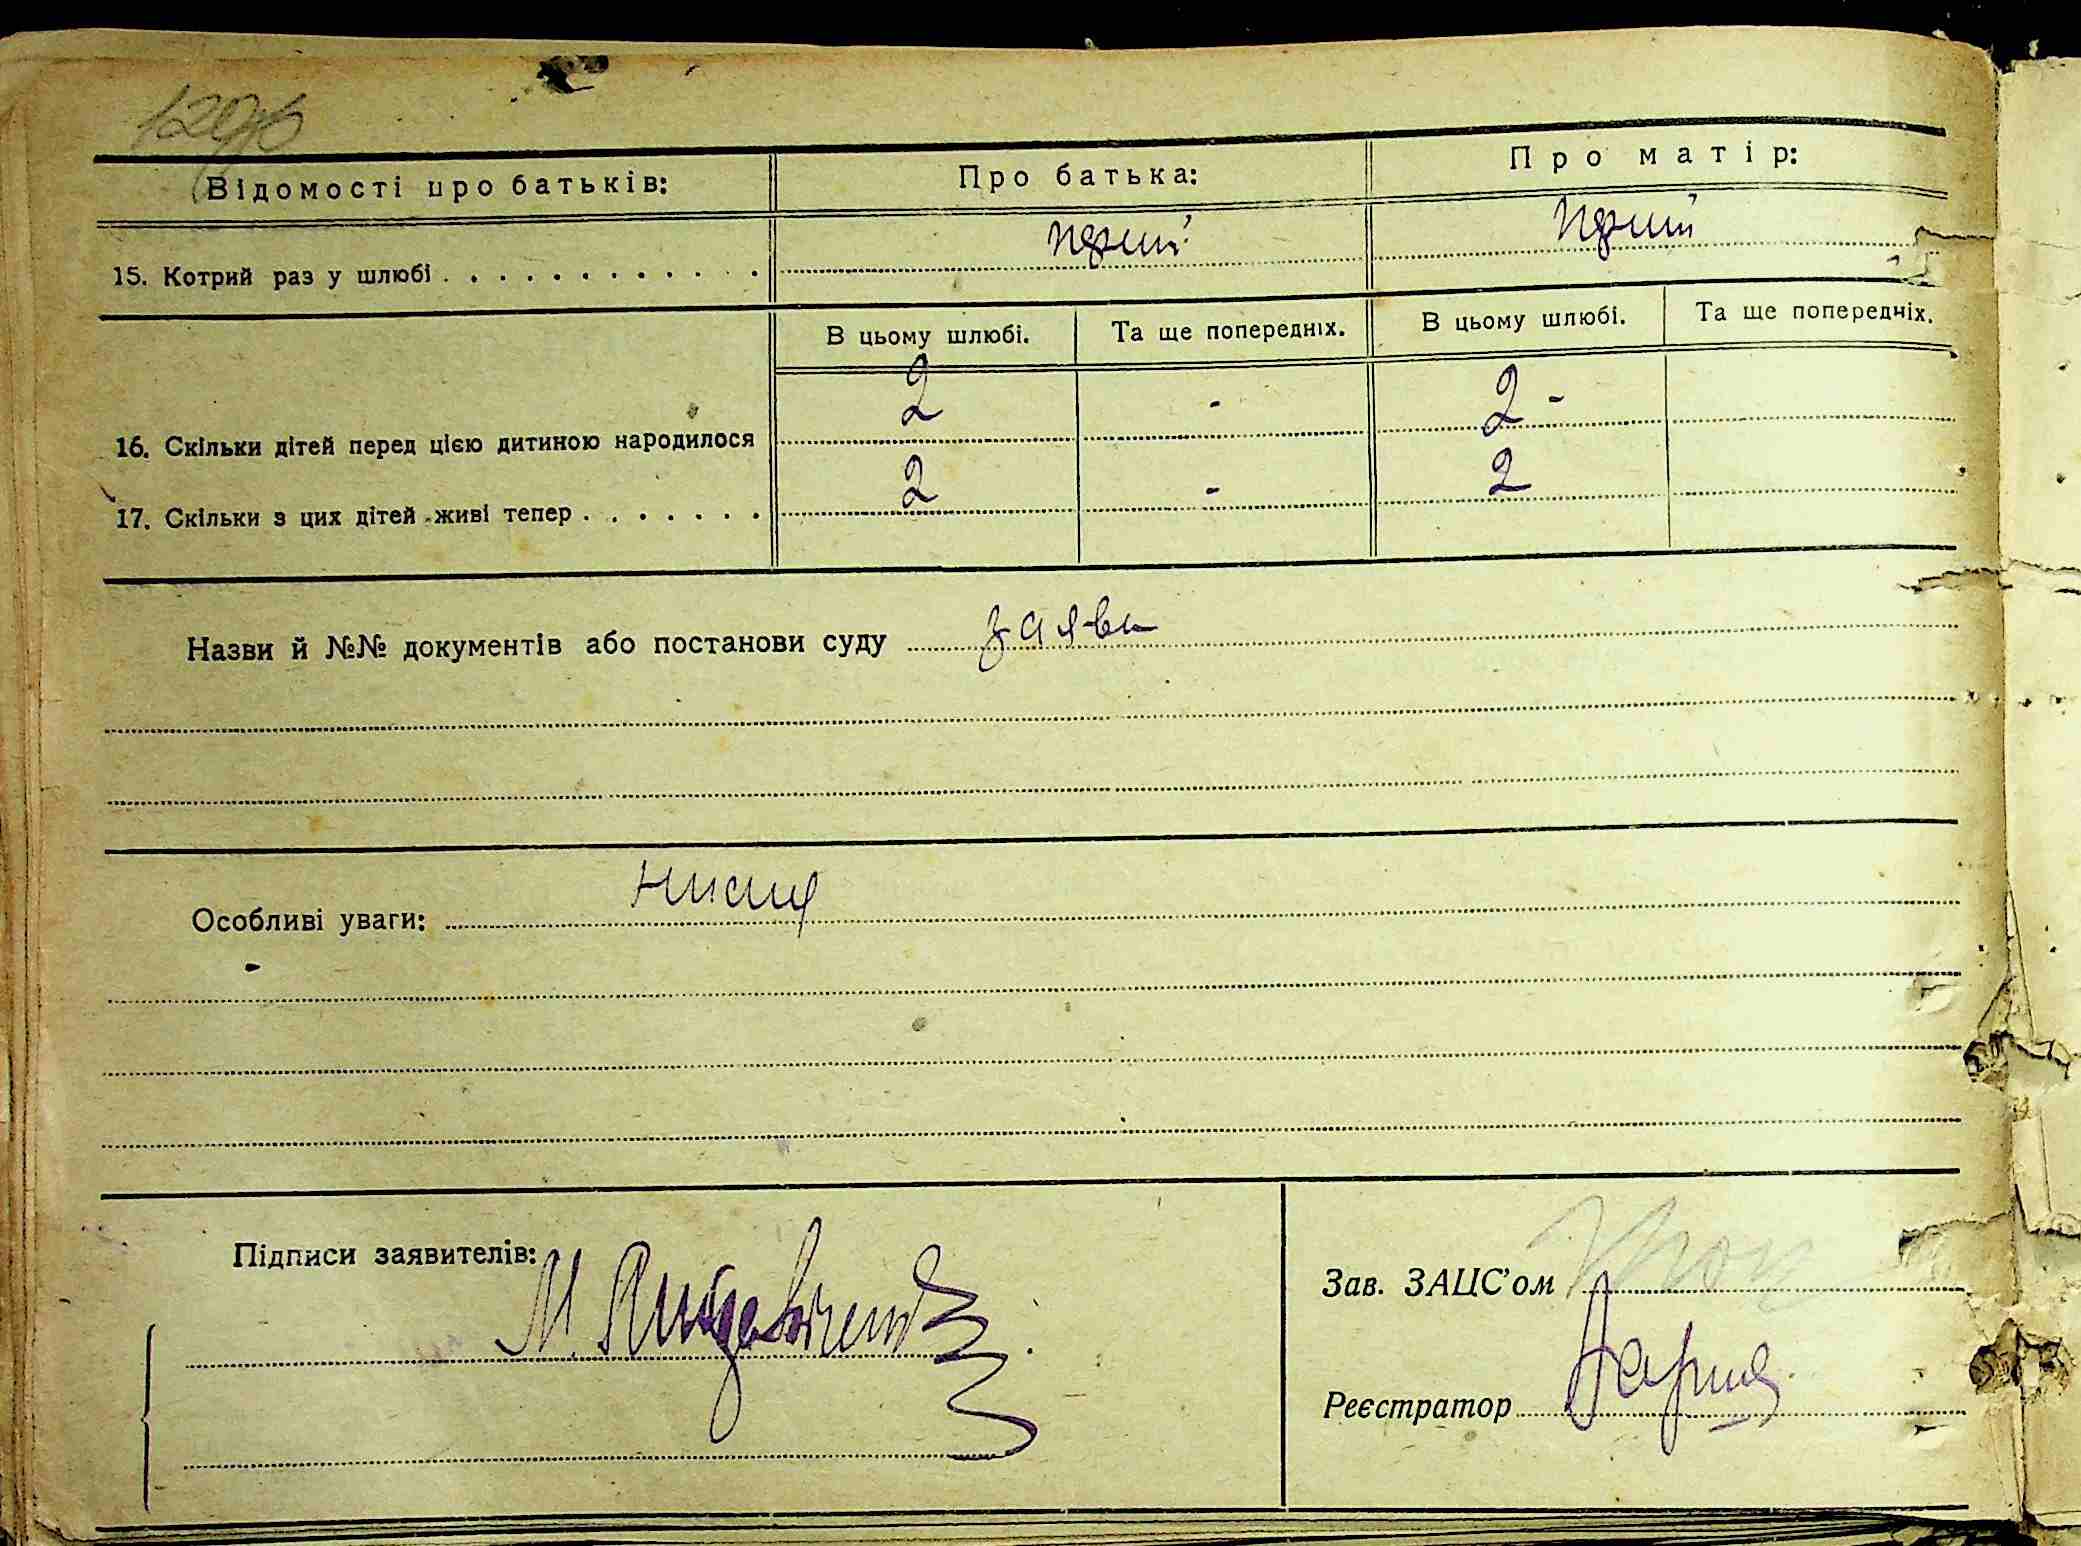 Відомості про батьків: Про батька: Про матір:
15. Котрий раз у шлюбі . . . . . . . . . . . . перший перший
В цьому шлюбі. Та ще попередніх. В цьому шлюбі. Та ще попередніх.
16. Скільки дітей перед цією дитиною народилося 2 - 2 -
17. Скільки з цих дітей живі тепер . . . . . . . 2 - 2
Назви й №№ документів або постанови суду заява
Особливі уваги:
Підписи заявителів:
Зав. ЗАЦС'ом
Реєстратор